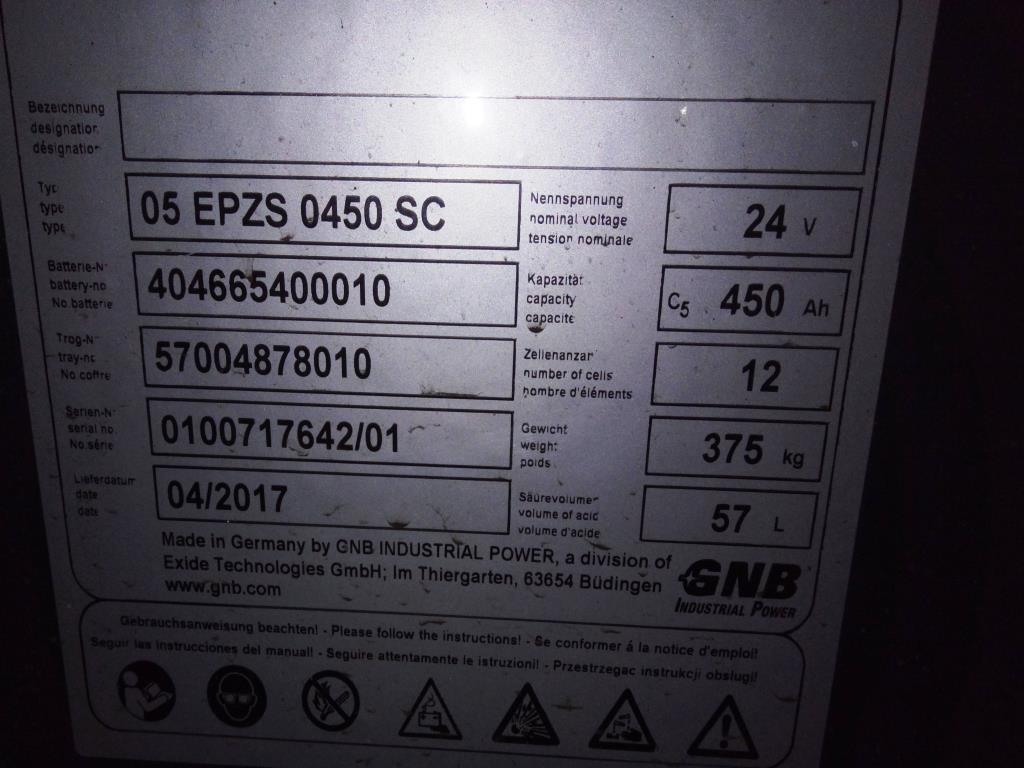 Bezeichnung
designation
désignation
Typ
type
type
05 EPZS 0450 SC
Nennspannung
nominal voltage
tension nominale
24 V
Batterie-Nr
battery-no
No.batterie
404665400010
Kapazität
capacity
capacite
C5 450 Ah
Trog-Nr
tray-no
No coffre
57004878010
Zellenanzahl
number of cells
nombre d'éléments
12
Serien-Nr
serial no.
No.série
0100717642/01
Gewicht
weight
poids
375 kg
Lieferdatum
date
date
04/2017
Säurevolumen
volume of acid
volume d'acide
57 L
Made in Germany by GNB INDUSTRIAL POWER, a division of
Exide Technologies GmbH; Im Thiergarten, 63654 Büdingen
www.gnb.com
GNB
INDUSTRIAL POWER
Gebrauchsanweisung beachten! - Please follow the instructions! - Se conformer á la notice d'emploi!
Seguir las instrucciones del manual! - Seguire attentamente le istruzioni! - Przestrzegac instrukcji obslugi!